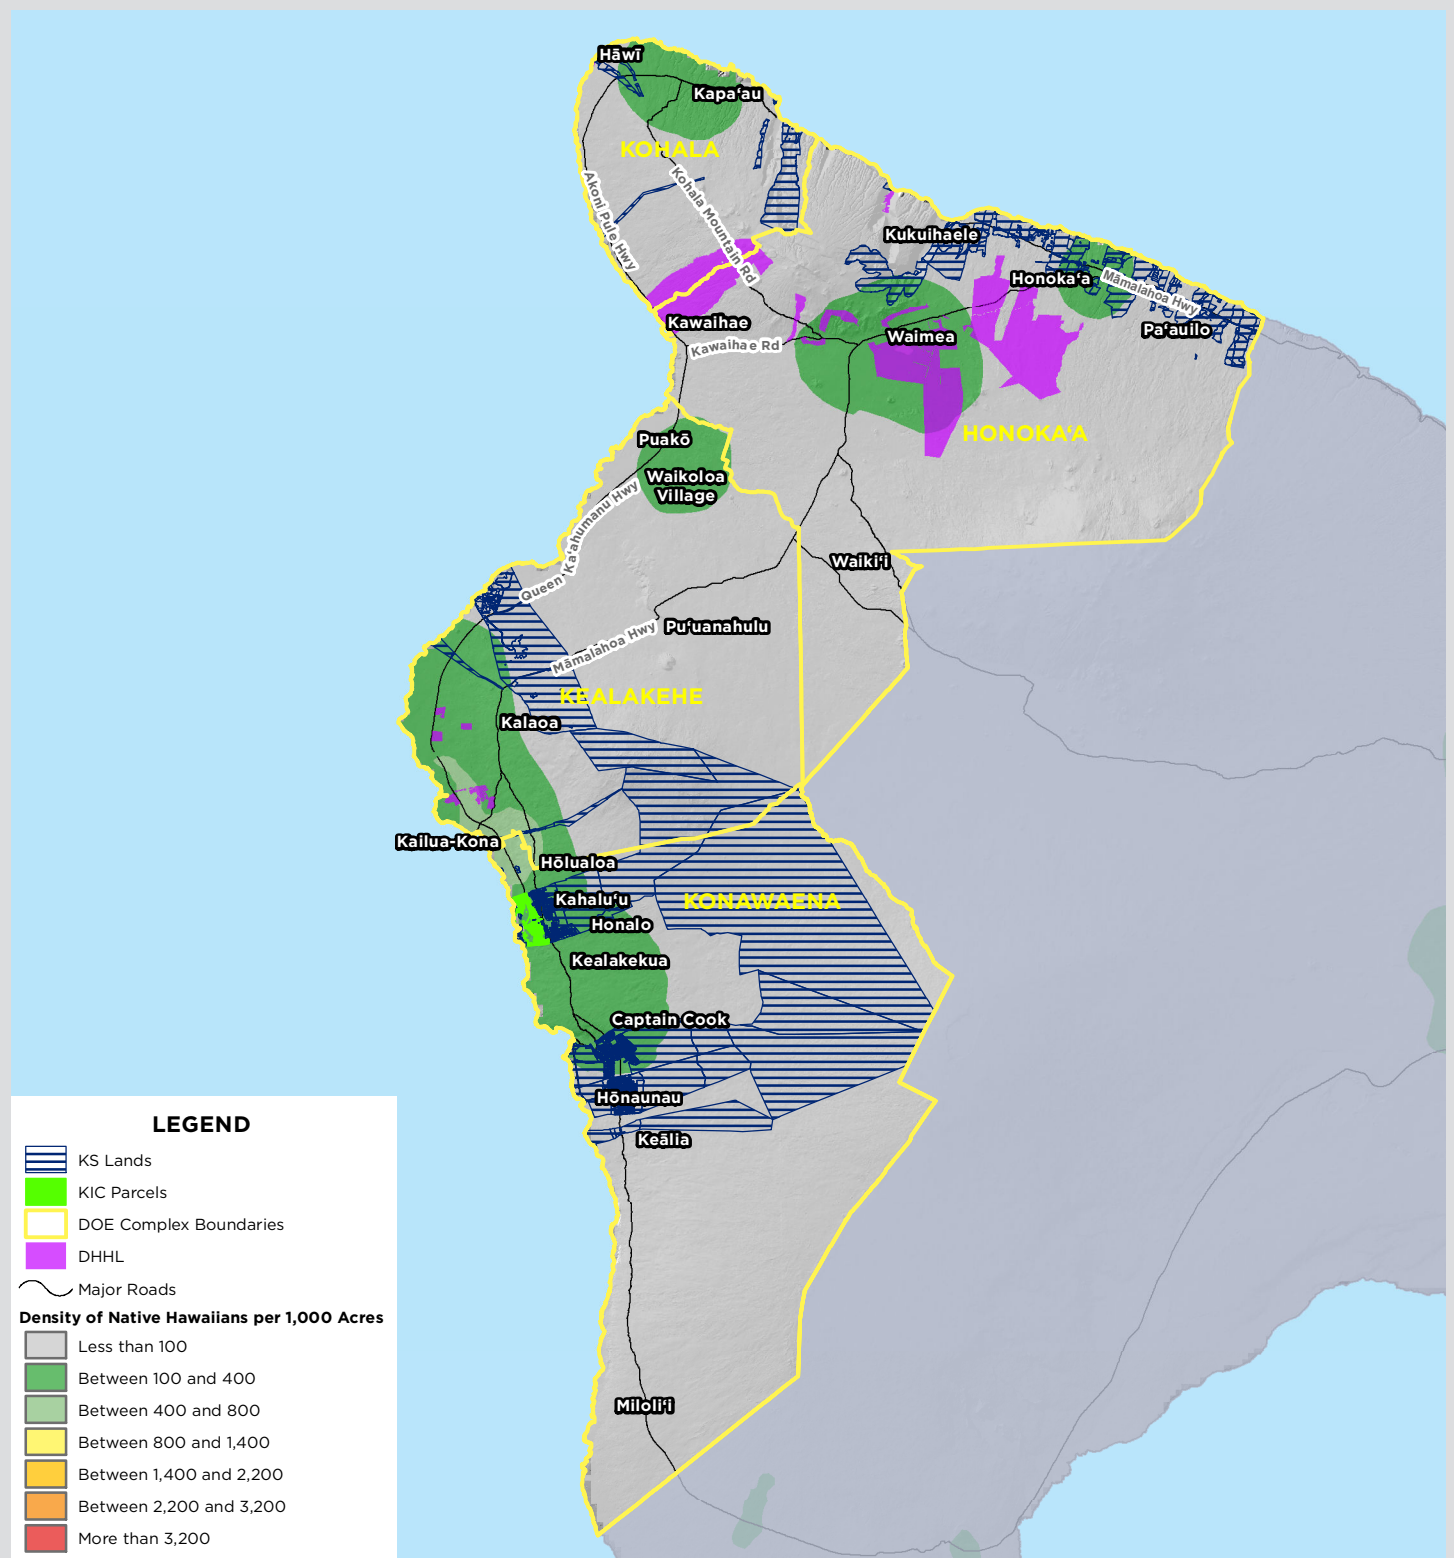 Hāwī
Kapaʻau
KOHALA
Akoni Pule Hwy
Kohala Mountain Rd
Kukuihaele
Honokaʻa
Māmalahoa Hwy
Kawaihae
Kawaihae Rd
Waimea
Paʻauilo
HONOKAʻA
Puakō
Waikoloa
Village
Queen Kaʻahumanu Hwy
Waikiʻi
Puʻuanahulu
Māmalahoa Hwy
KEALAKEHE
Kalaoa
Kailua-Kona
Hōlualoa
Kahaluʻu
KONAWAENA
Honalo
Kealakekua
Captain Cook
Hōnaunau
Keālia
Miloliʻi
LEGEND
KS Lands
KIC Parcels
DOE Complex Boundaries
DHHL
Major Roads
Density of Native Hawaiians per 1,000 Acres
Less than 100
Between 100 and 400
Between 400 and 800
Between 800 and 1,400
Between 1,400 and 2,200
Between 2,200 and 3,200
More than 3,200